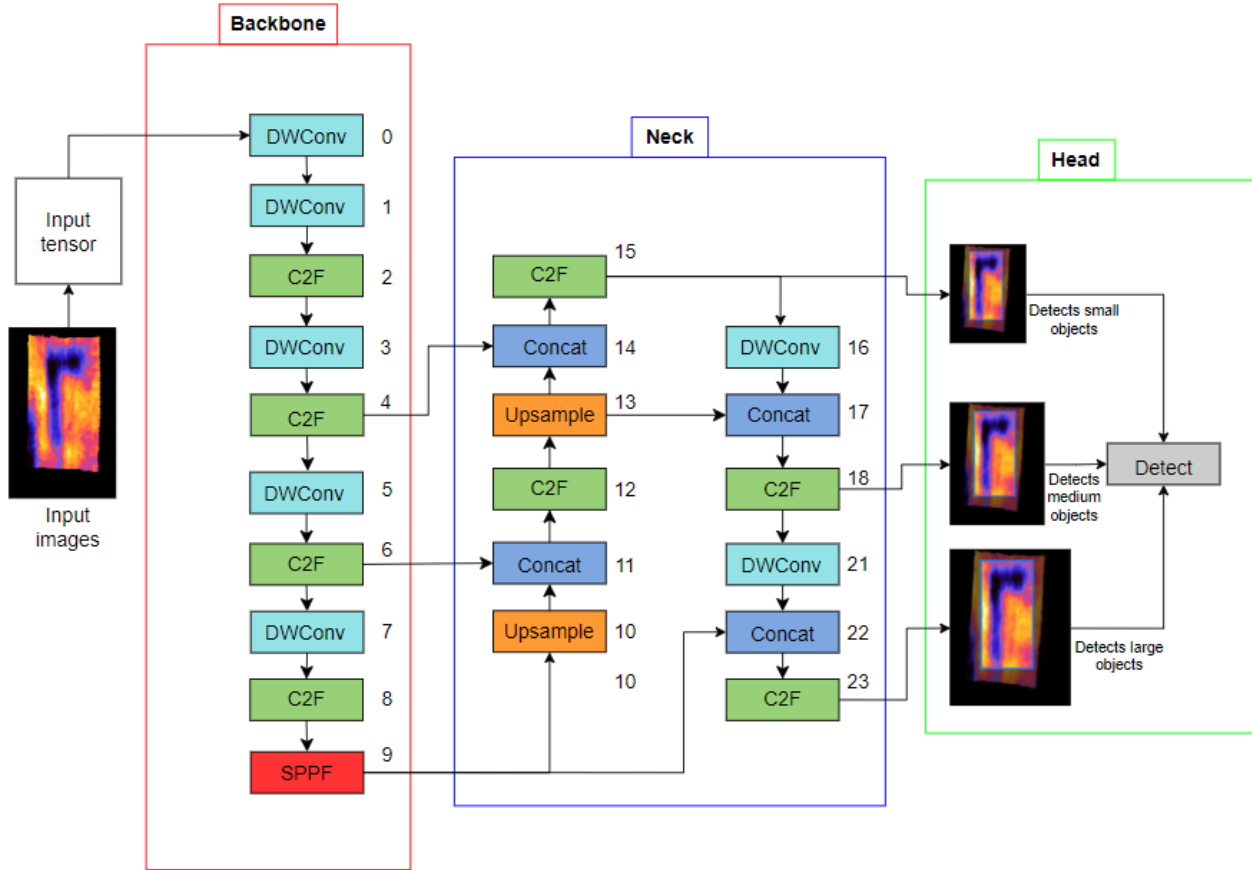 Backbone
DWConv 0
DWConv 1
C2F 2
DWConv 3
C2F 4
DWConv 5
C2F 6
DWConv 7
C2F 8
SPPF 9
Input
tensor
Input
images
Neck
C2F 15
Concat 14
Upsample 13
C2F 12
Concat 11
Upsample 10
10
DWConv 16
Concat 17
C2F 18
DWConv 21
Concat 22
C2F 23
Head
Detects small
objects
Detects
medium
objects
Detects large
objects
Detect